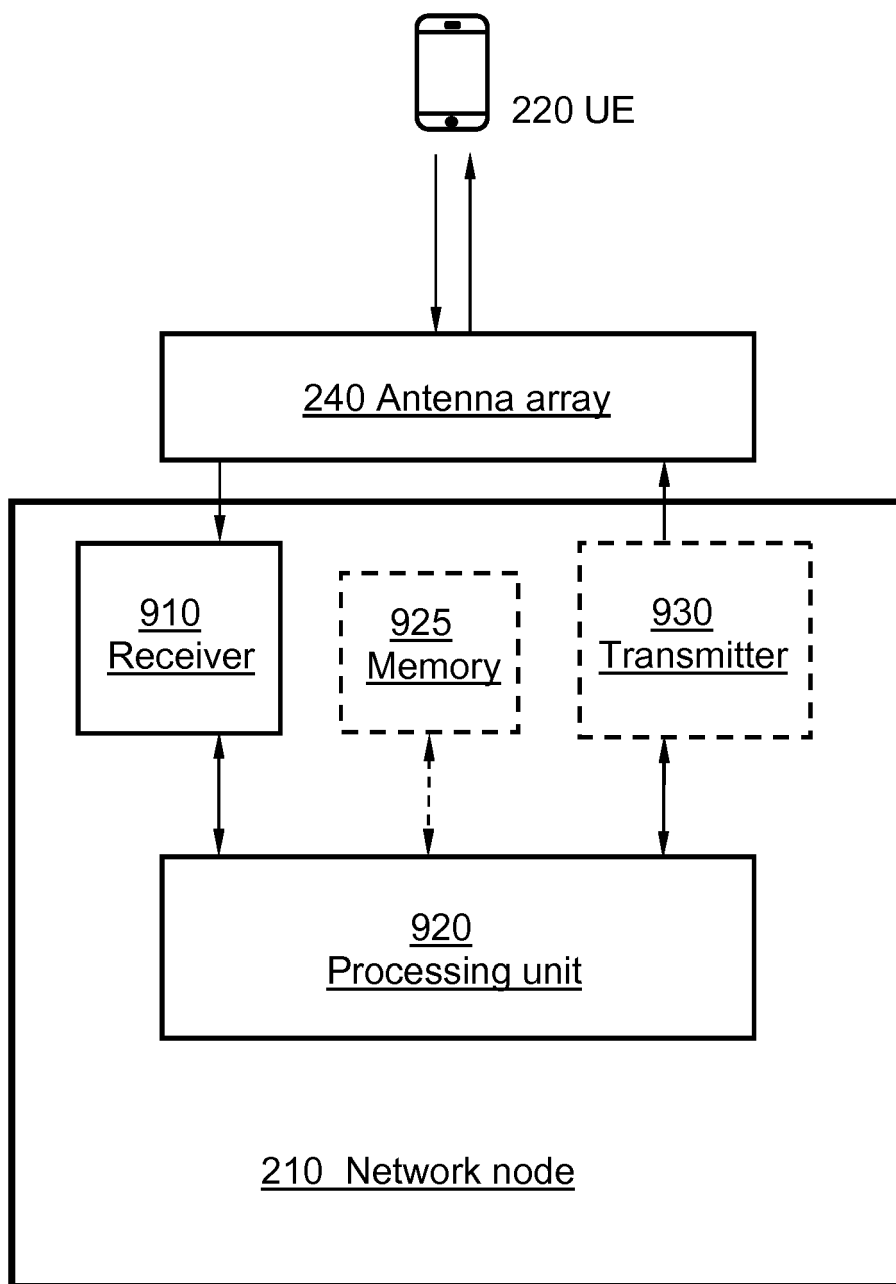 220 UE
240 Antenna array
910
Receiver
925
Memory
930
Transmitter
920
Processing unit
210 Network node